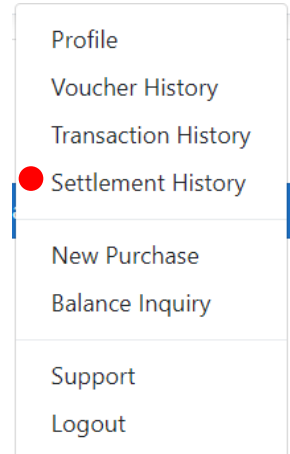 Profile
Voucher History
Transaction History
Settlement History
New Purchase
Balance Inquiry
Support
Logout